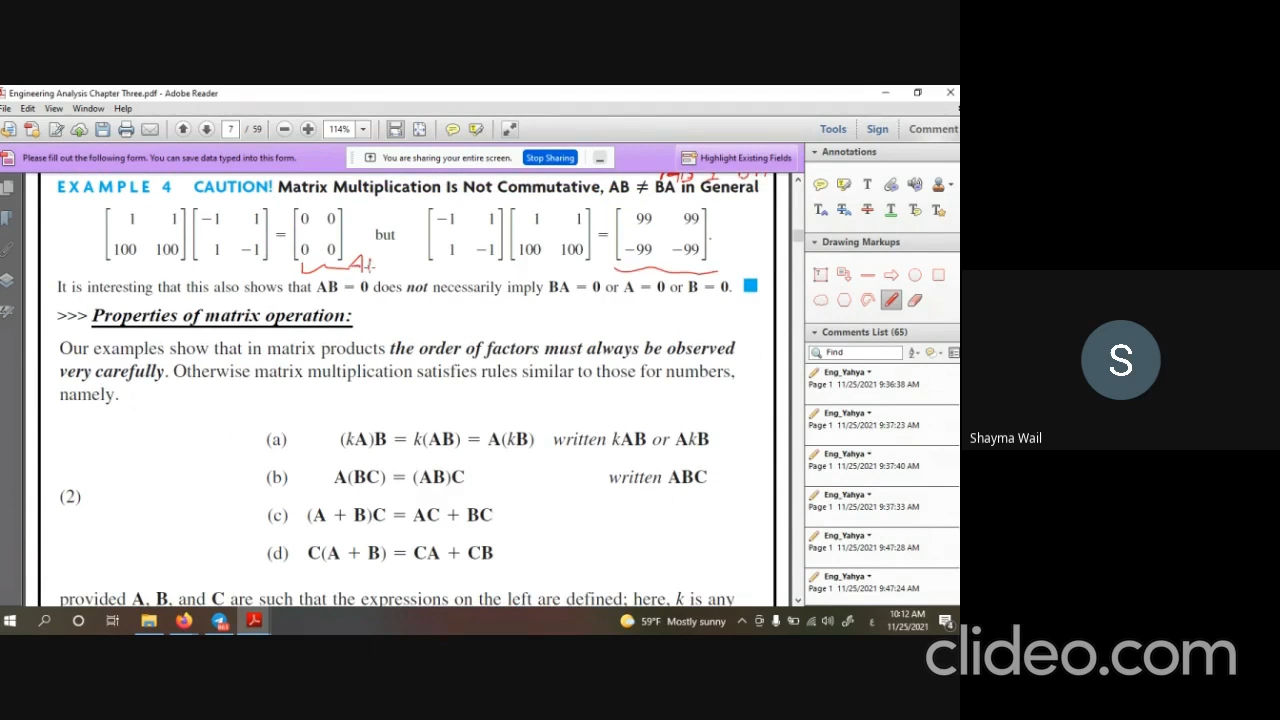 Engineering Analysis Chapter Three.pdf - Adobe Reader
File Edit View Window Help
7 / 59 114% Tools Sign Comment
Please fill out the following form. You can save data typed into this form.
You are sharing your entire screen. Stop Sharing
Highlight Existing Fields
EXAMPLE 4 CAUTION! Matrix Multiplication Is Not Commutative, AB ≠ BA in General
[1 1] [−1 1] [0 0] [−1 1] [1 1] [99 99]
[100 100] [1 −1] = [0 0] but [1 −1] [100 100] = [−99 −99].
It is interesting that this also shows that AB = 0 does not necessarily imply BA = 0 or A = 0 or B = 0.
>>> Properties of matrix operation:
Our examples show that in matrix products the order of factors must always be observed
very carefully. Otherwise matrix multiplication satisfies rules similar to those for numbers,
namely.
(a) (kA)B = k(AB) = A(kB) written kAB or AkB
(b) A(BC) = (AB)C written ABC
(2)
(c) (A + B)C = AC + BC
(d) C(A + B) = CA + CB
provided A, B, and C are such that the expressions on the left are defined; here, k is any
Annotations
Drawing Markups
Comments List (65)
Find
Eng_Yahya
Page 1 11/25/2021 9:36:38 AM
Eng_Yahya
Page 1 11/25/2021 9:37:23 AM
Eng_Yahya
Page 1 11/25/2021 9:37:40 AM
Eng_Yahya
Page 1 11/25/2021 9:37:33 AM
Eng_Yahya
Page 1 11/25/2021 9:47:28 AM
Eng_Yahya
Page 1 11/25/2021 9:47:24 AM
59°F Mostly sunny
10:12 AM
11/25/2021
S
Shayma Wail
clideo.com